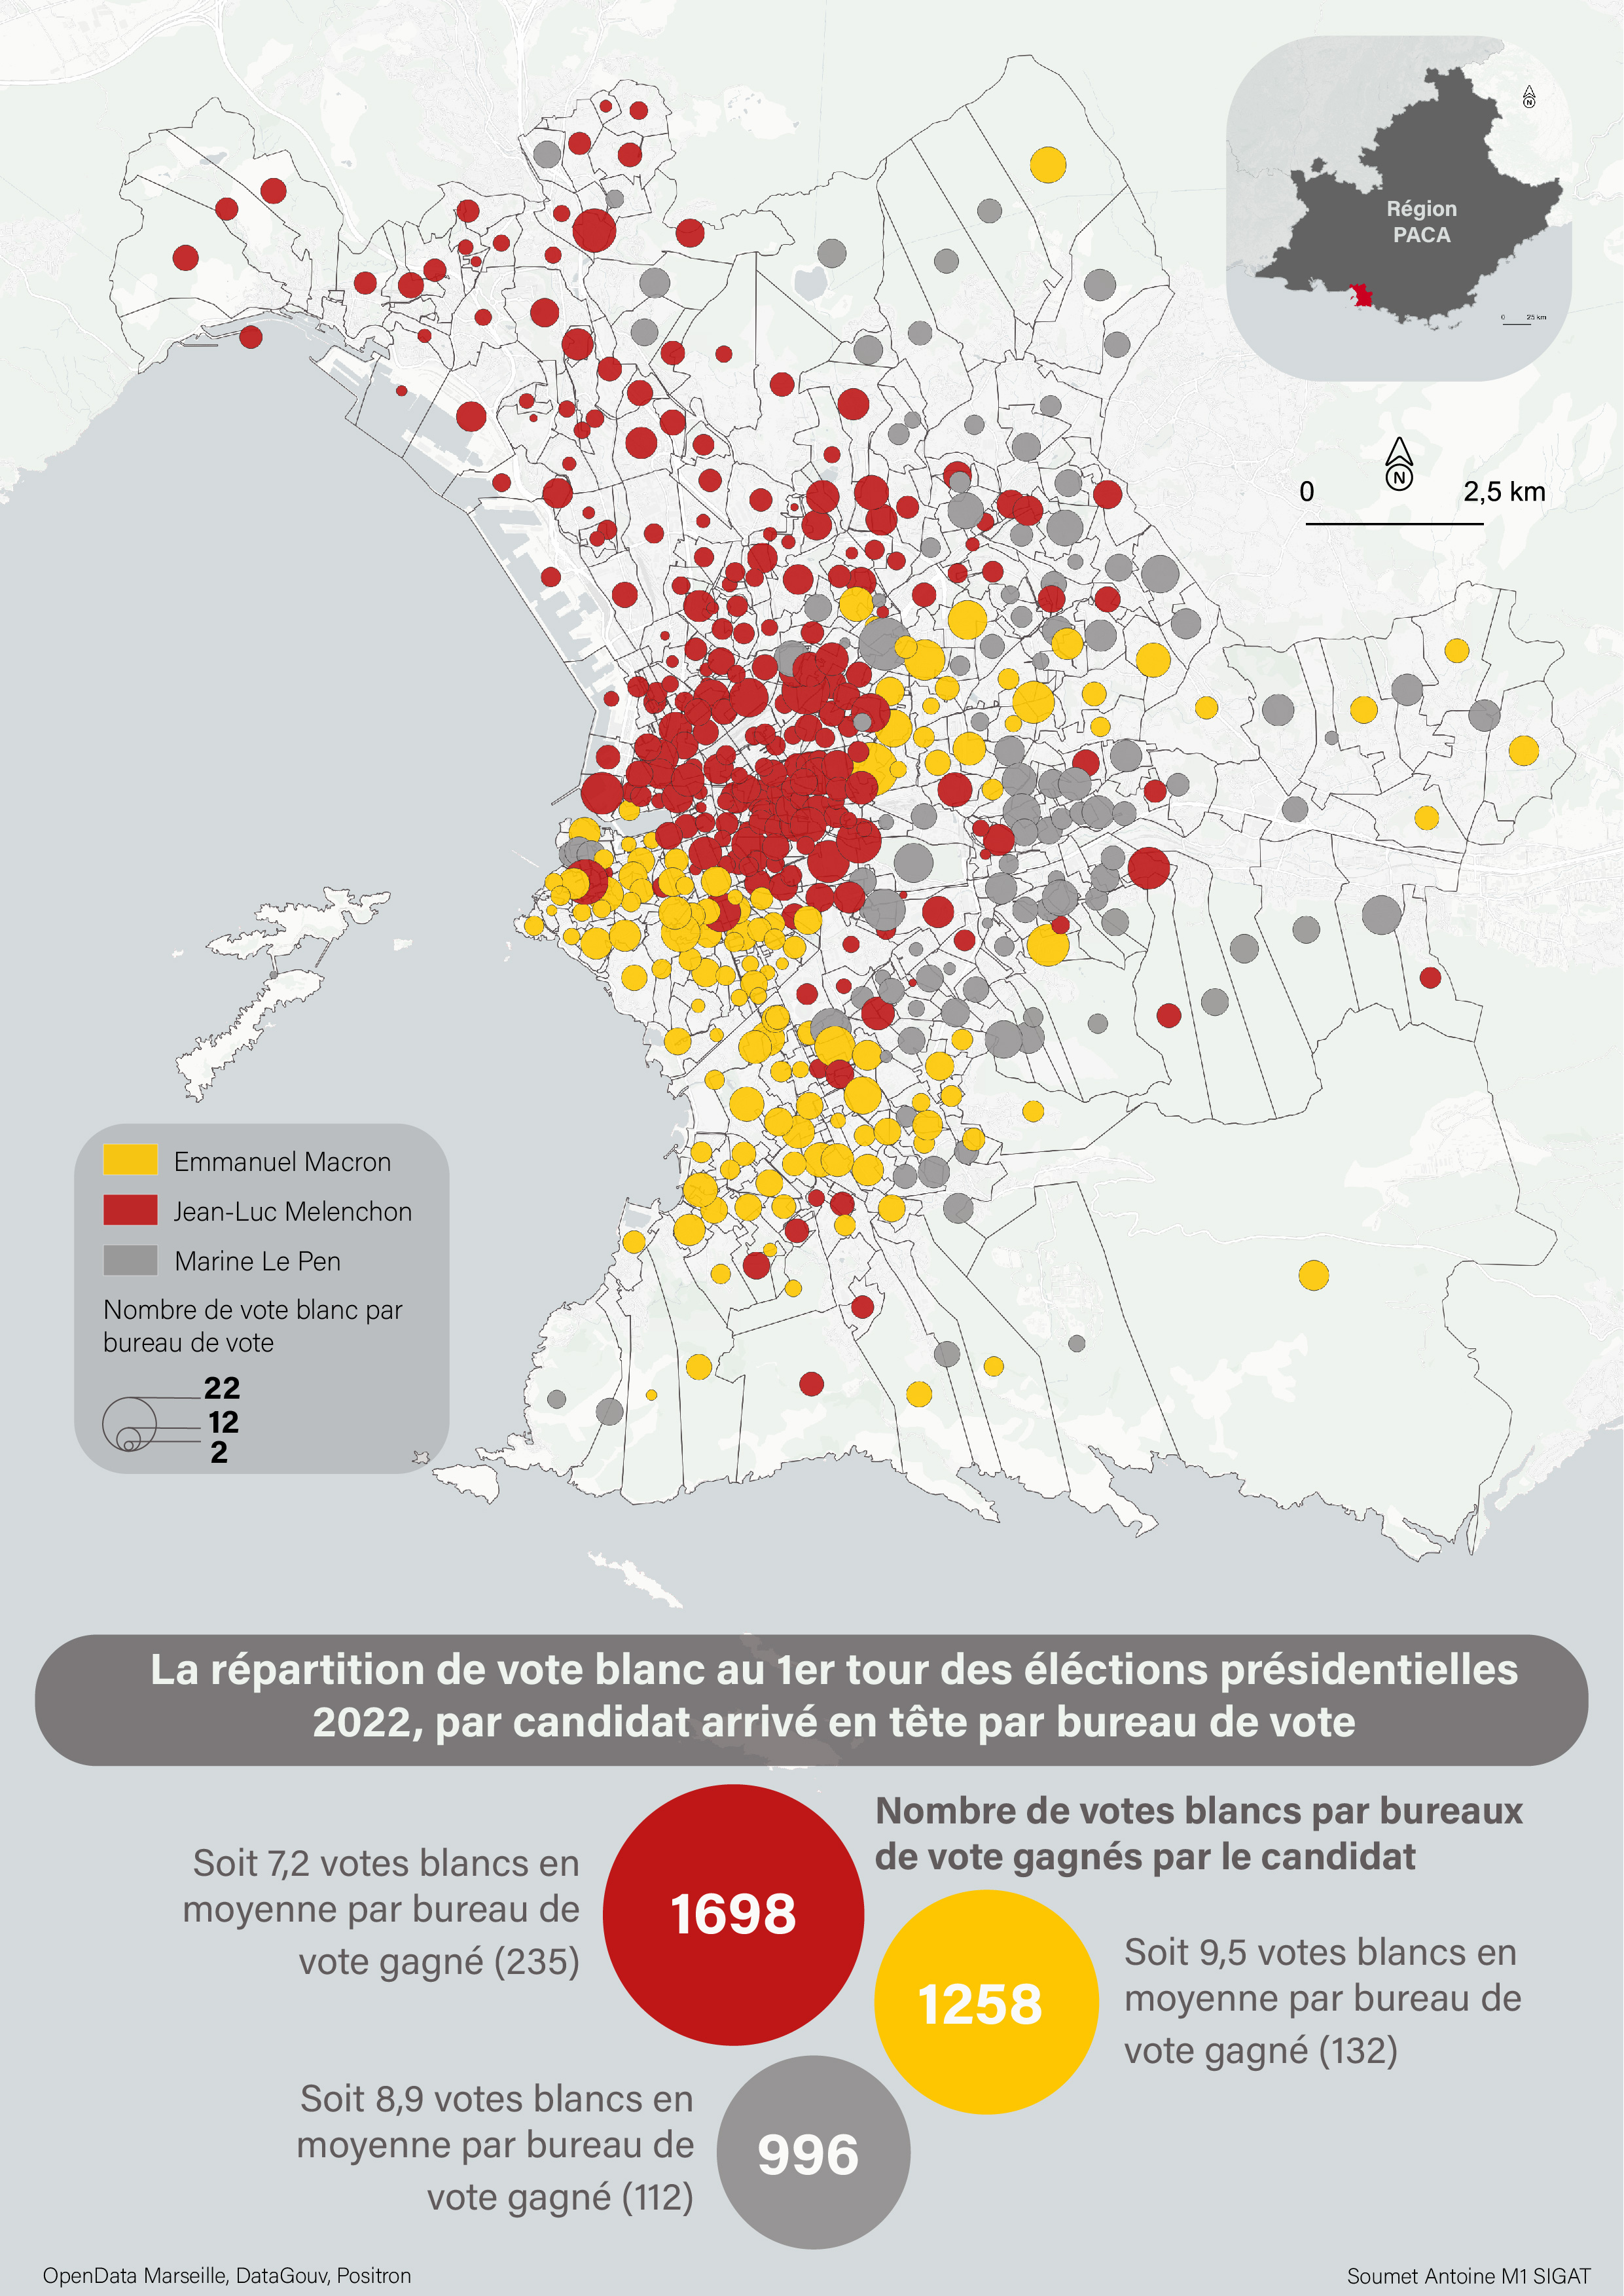 N
Région
PACA
0 25 km
N
0 2,5 km
Emmanuel Macron
Jean-Luc Melenchon
Marine Le Pen
Nombre de vote blanc par
bureau de vote
22
12
2
La répartition de vote blanc au 1er tour des éléctions présidentielles
2022, par candidat arrivé en tête par bureau de vote
Nombre de votes blancs par bureaux
de vote gagnés par le candidat
Soit 7,2 votes blancs en
moyenne par bureau de
vote gagné (235)
1698
1258
Soit 9,5 votes blancs en
moyenne par bureau de
vote gagné (132)
Soit 8,9 votes blancs en
moyenne par bureau de
vote gagné (112)
996
OpenData Marseille, DataGouv, Positron
Soumet Antoine M1 SIGAT